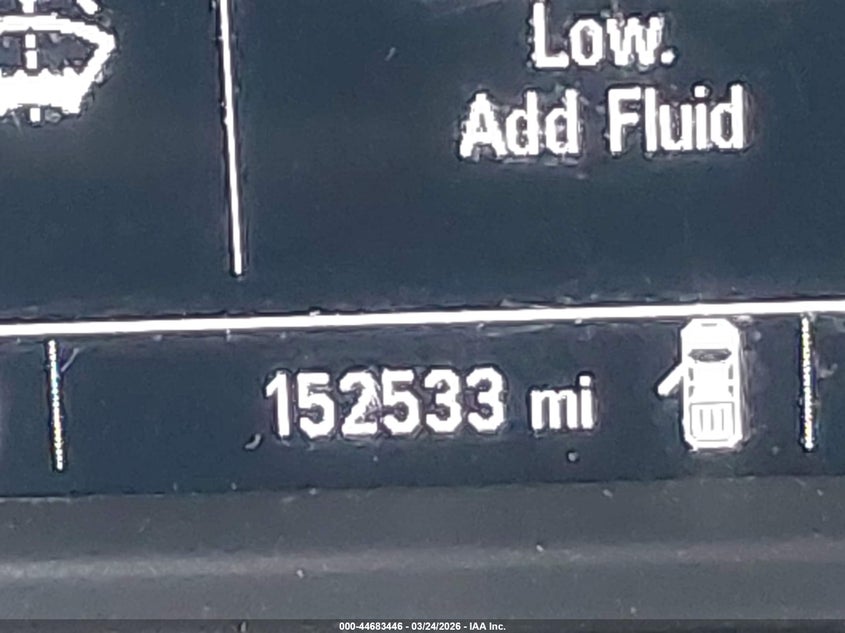 Low.
Add Fluid
152533 mi
000-44683446 - 03/24/2026 - IAA Inc.